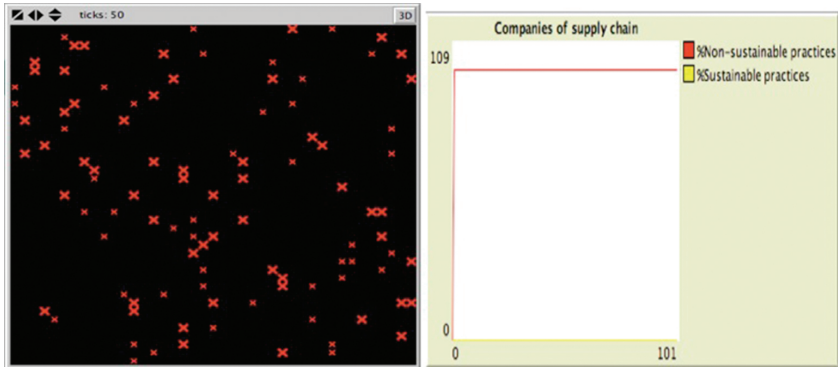 ticks: 50
3D
Companies of supply chain
109
0
0
101
%Non-sustainable practices
%Sustainable practices